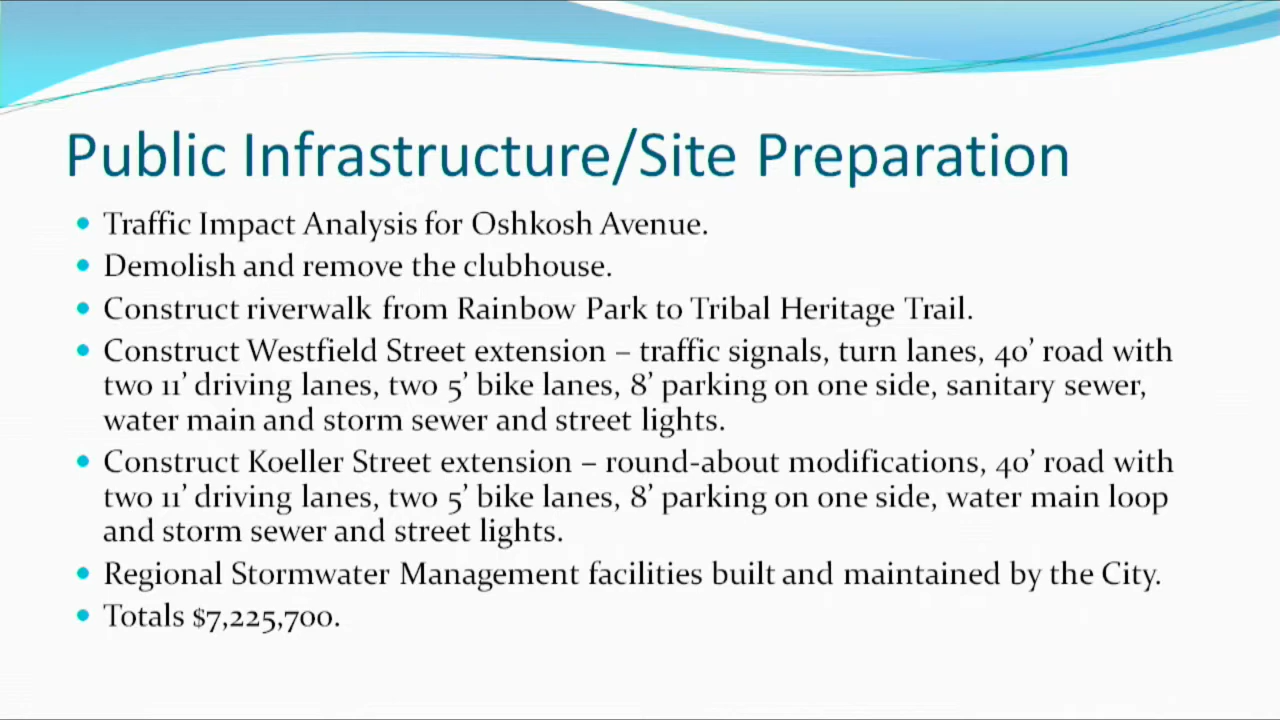 Public Infrastructure/Site Preparation
• Traffic Impact Analysis for Oshkosh Avenue.
• Demolish and remove the clubhouse.
• Construct riverwalk from Rainbow Park to Tribal Heritage Trail.
• Construct Westfield Street extension – traffic signals, turn lanes, 40’ road with
two 11’ driving lanes, two 5’ bike lanes, 8’ parking on one side, sanitary sewer,
water main and storm sewer and street lights.
• Construct Koeller Street extension – round-about modifications, 40’ road with
two 11’ driving lanes, two 5’ bike lanes, 8’ parking on one side, water main loop
and storm sewer and street lights.
• Regional Stormwater Management facilities built and maintained by the City.
• Totals $7,225,700.